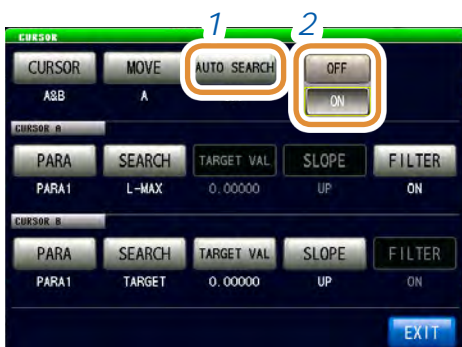 1 2
CURSOR
CURSOR MOVE AUTO SEARCH OFF
A&B A ON
CURSOR A
PARA SEARCH TARGET VAL SLOPE FILTER
PARA1 L-MAX 0.00000 UP ON
CURSOR B
PARA SEARCH TARGET VAL SLOPE FILTER
PARA1 TARGET 0.00000 UP ON
EXIT